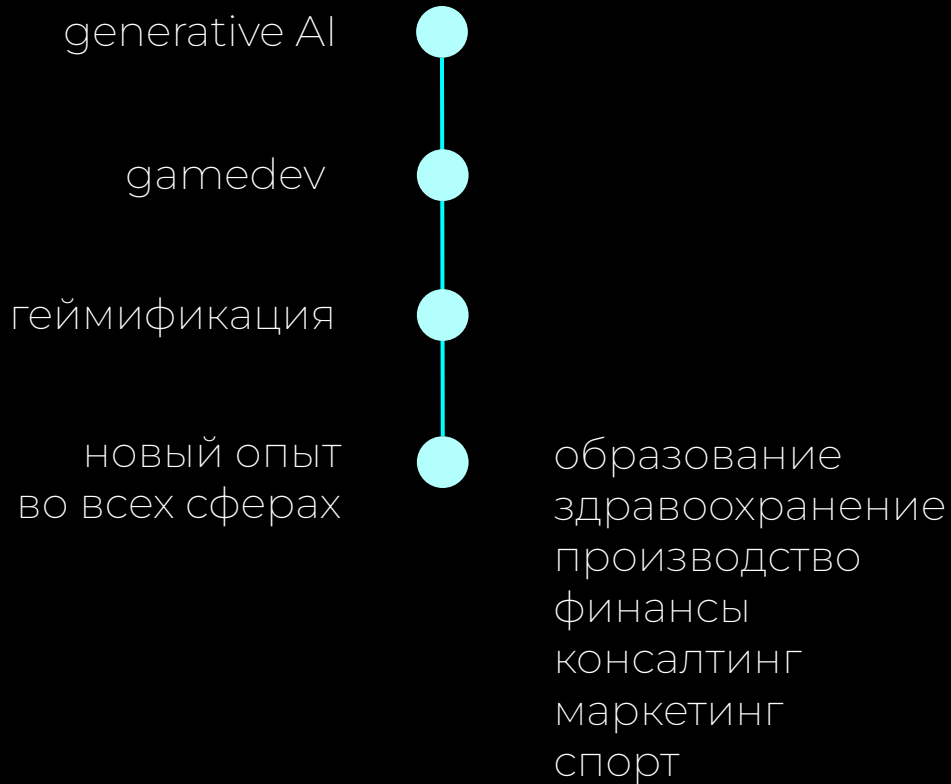 generative AI
gamedev
геймификация
новый опыт
во всех сферах
образование
здравоохранение
производство
финансы
консалтинг
маркетинг
спорт